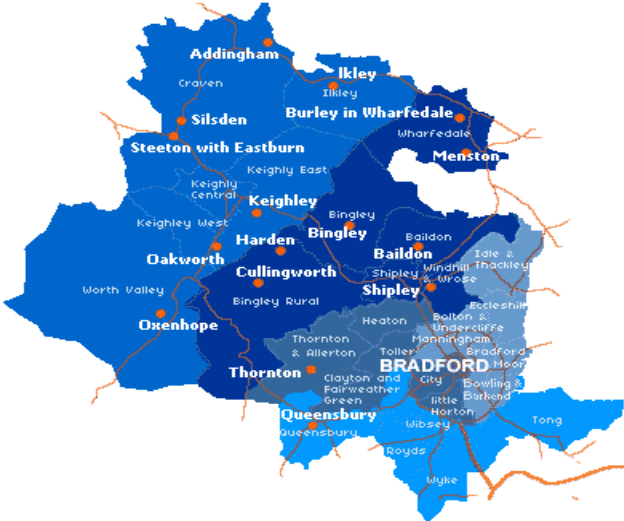 Addingham
Ilkley
Craven
Ilkley
Burley in Wharfedale
Silsden
Wharfedale
Steeton with Eastburn
Menston
Keighly East
Keighly
Central
Keighley
Bingley
Keighley West
Bingley
Harden
Baildon
Oakworth
Baildon
Idle &
Thackley
Cullingworth
Windhill
Shipley & Wrose
Worth Valley
Shipley
Bingley Rural
Eccleshill
Oxenhope
Heaton
Bolton &
Undercliffe
Thornton
& Allerton
Manningham
Toller
Bradford
Moor
BRADFORD
Thornton
Clayton and
Fairweather
Green
City
Bowling &
Barkend
little
Horton
Queensbury
Queensbury
Wibsey
Tong
Royds
Wyke